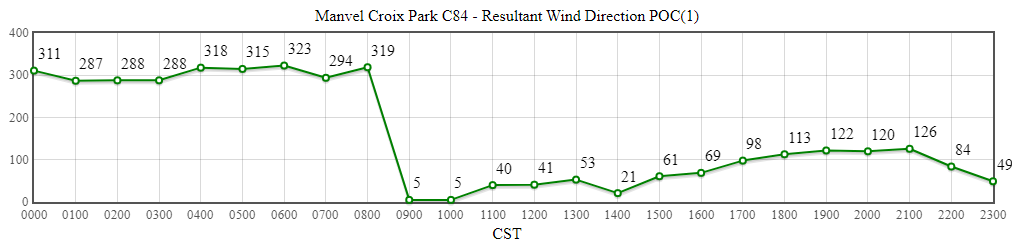 Manvel Croix Park C84 - Resultant Wind Direction POC(1)
400
300
200
100
0
311 287 288 288 318 315 323 294 319 5 5 40 41 53 21 61 69 98 113 122 120 126 84 49
0000 0100 0200 0300 0400 0500 0600 0700 0800 0900 1000 1100 1200 1300 1400 1500 1600 1700 1800 1900 2000 2100 2200 2300
CST